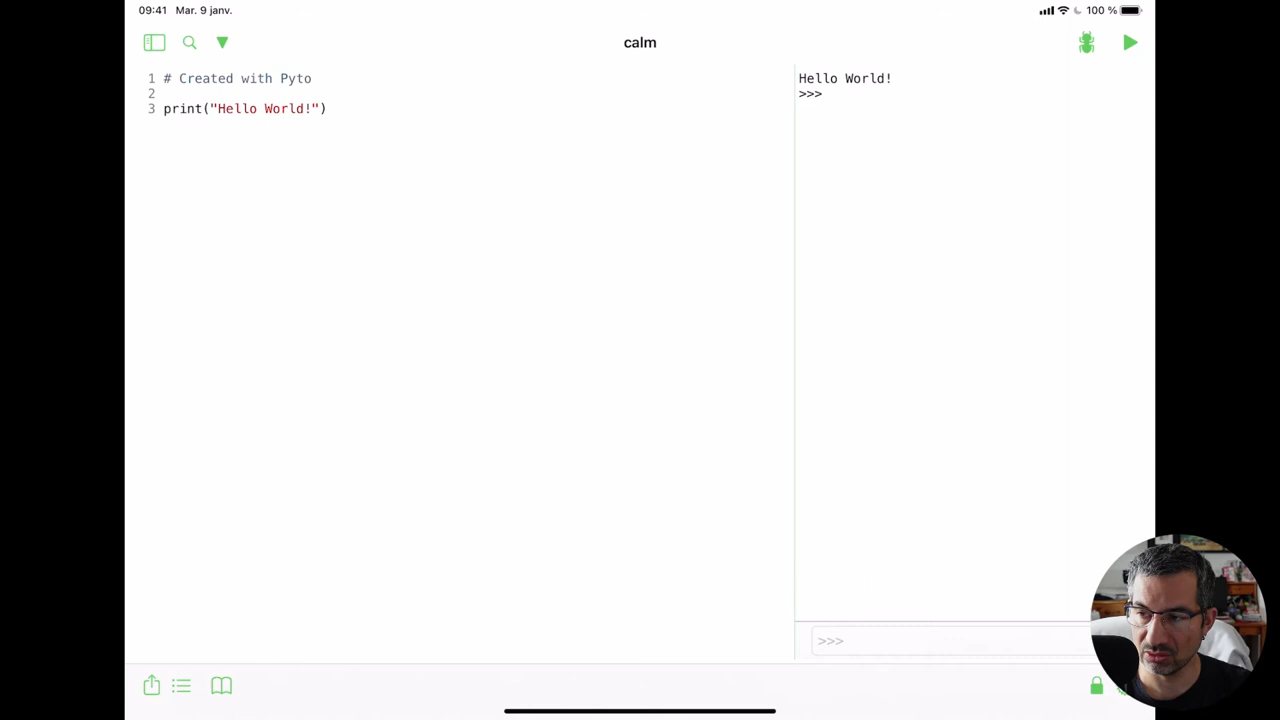 09:41 Mar. 9 janv.
100 %
calm
1 # Created with Pyto
2
3 print("Hello World!")
Hello World!
>>>
>>>